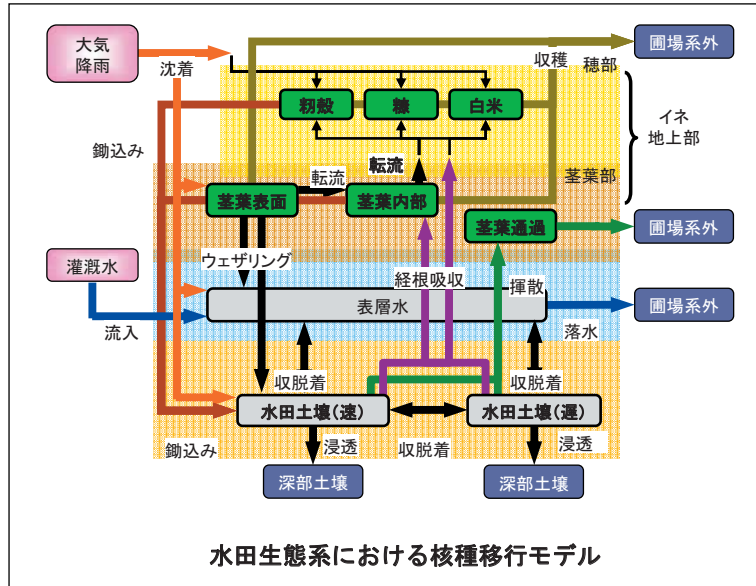 大気
降雨
沈着
収穫
穂部
圃場系外
籾殻
糠
白米
イネ
地上部
鋤込み
転流
転流
茎葉部
茎葉表面
茎葉内部
茎葉通過
圃場系外
ウェザリング
灌漑水
経根吸収
揮散
表層水
圃場系外
流入
落水
収脱着
収脱着
水田土壌(速)
水田土壌(遅)
鋤込み
浸透
収脱着
浸透
深部土壌
深部土壌
水田生態系における核種移行モデル